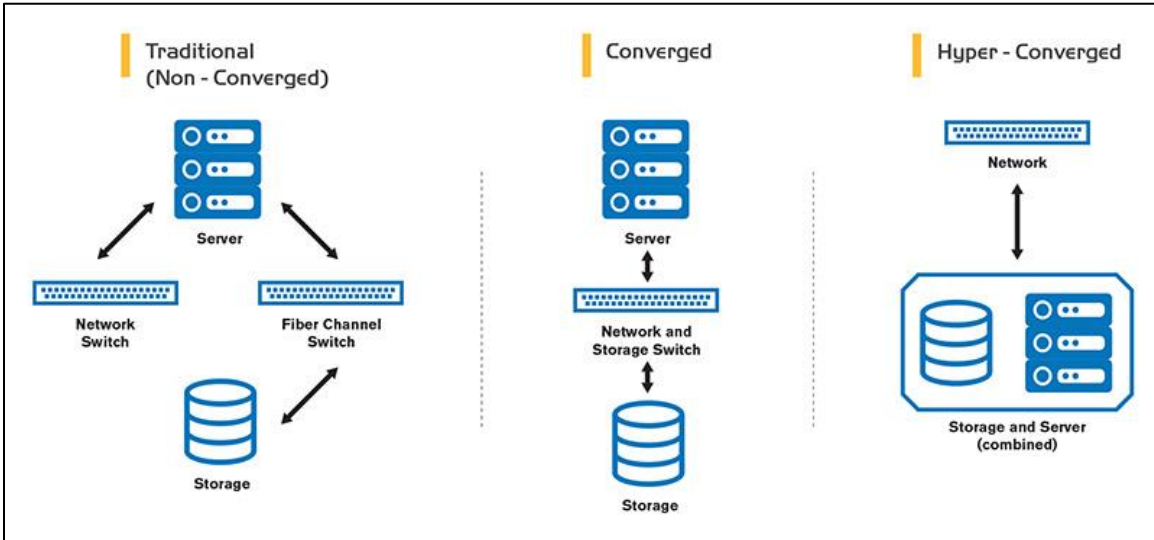 Traditional
(Non - Converged)
Server
Network
Switch
Fiber Channel
Switch
Storage
Converged
Server
Network and
Storage Switch
Storage
Hyper - Converged
Network
Storage and Server
(combined)